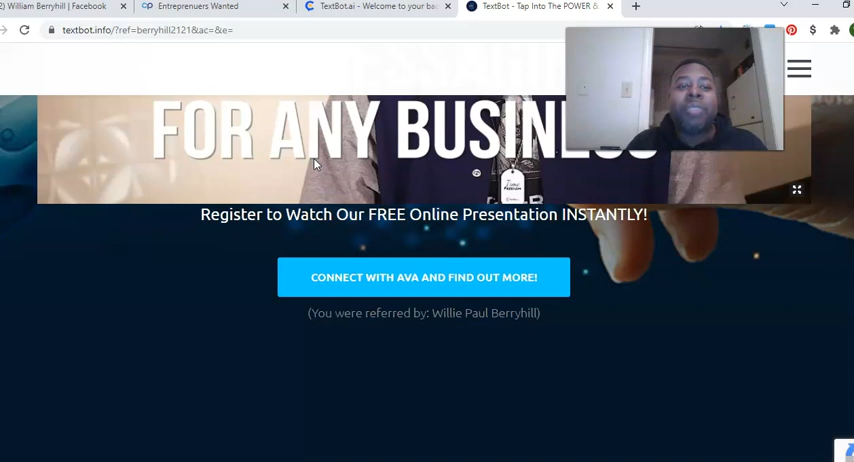 2) William Berryhill | Facebook
Entreprenuers Wanted
TextBot.ai - Welcome to your ba
TextBot - Tap Into The POWER &
textbot.info/?ref=berryhill2121&ac=&e=
FOR ANY BUSINESS
Register to Watch Our FREE Online Presentation INSTANTLY!
CONNECT WITH AVA AND FIND OUT MORE!
(You were referred by: Willie Paul Berryhill)